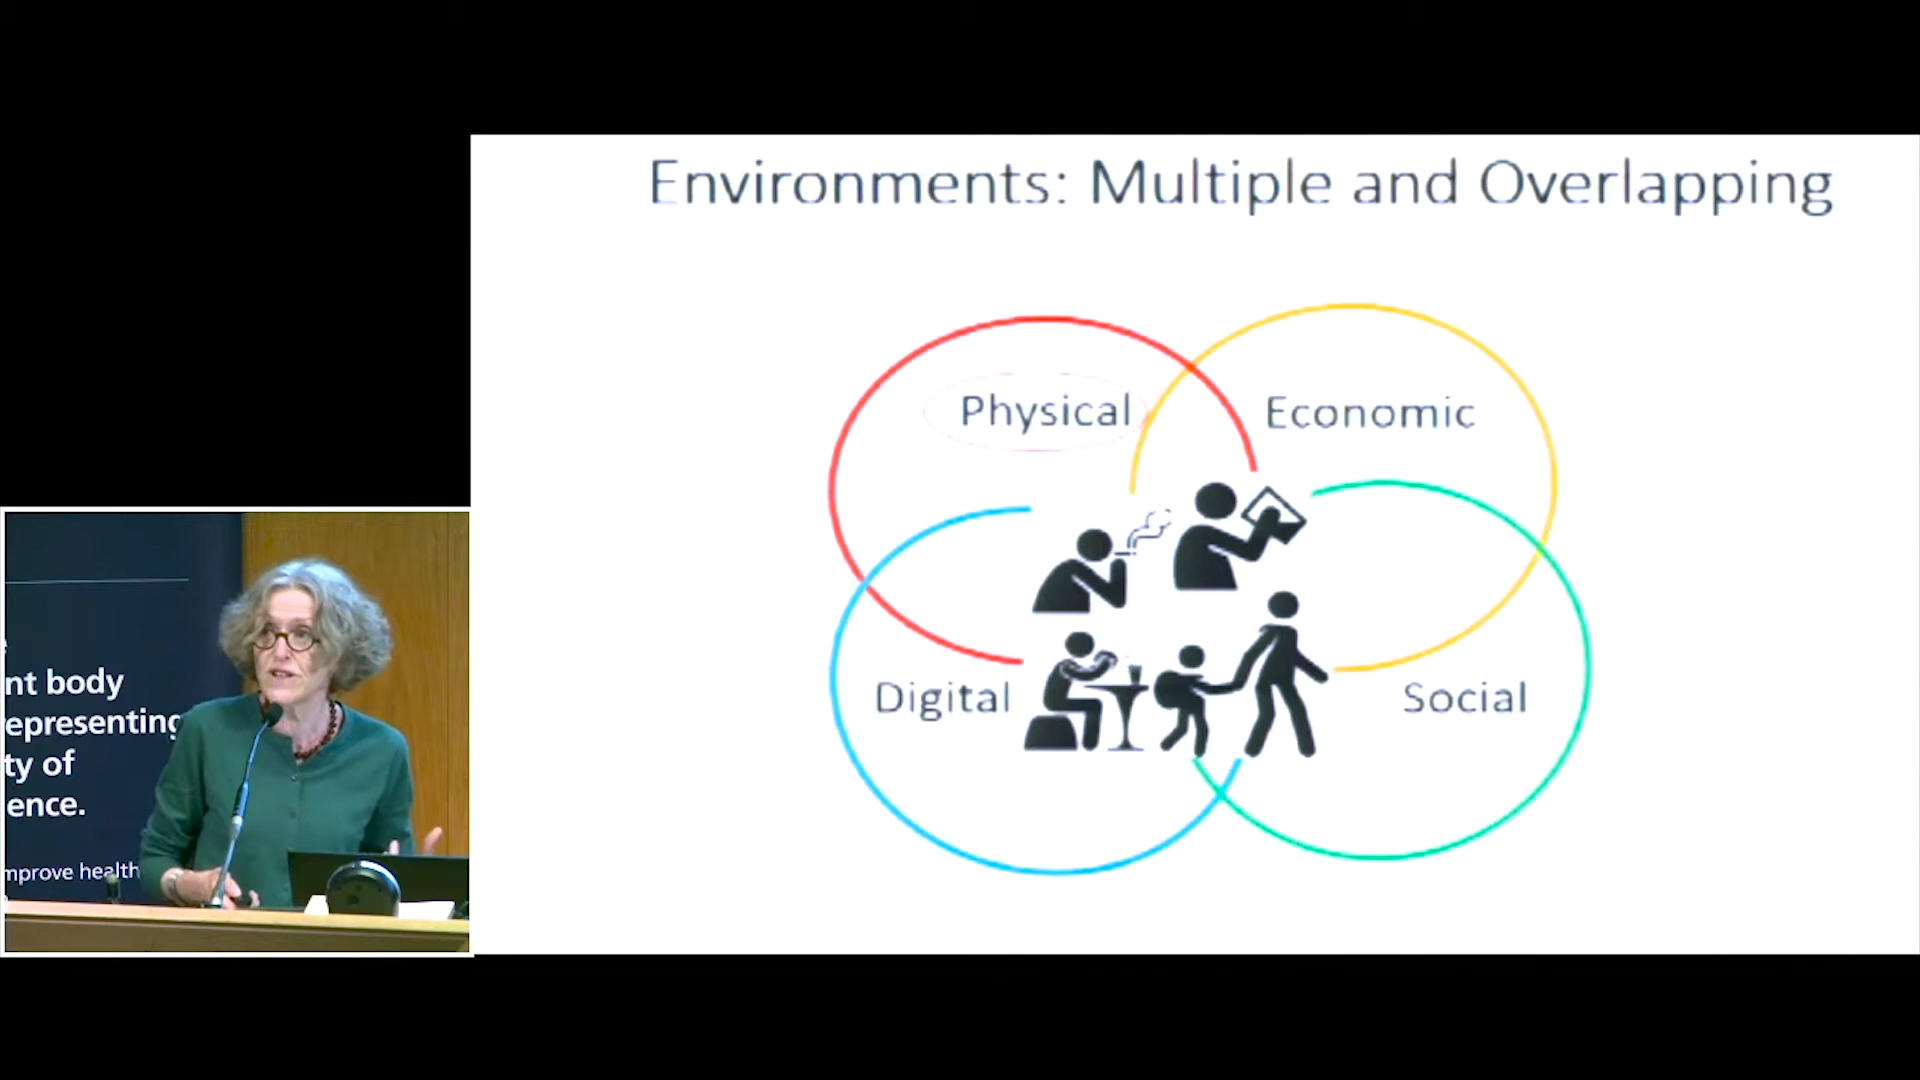 Environments: Multiple and Overlapping
Physical
Economic
Digital
Social
nt body
epresenting
ty of
ence.
mprove health